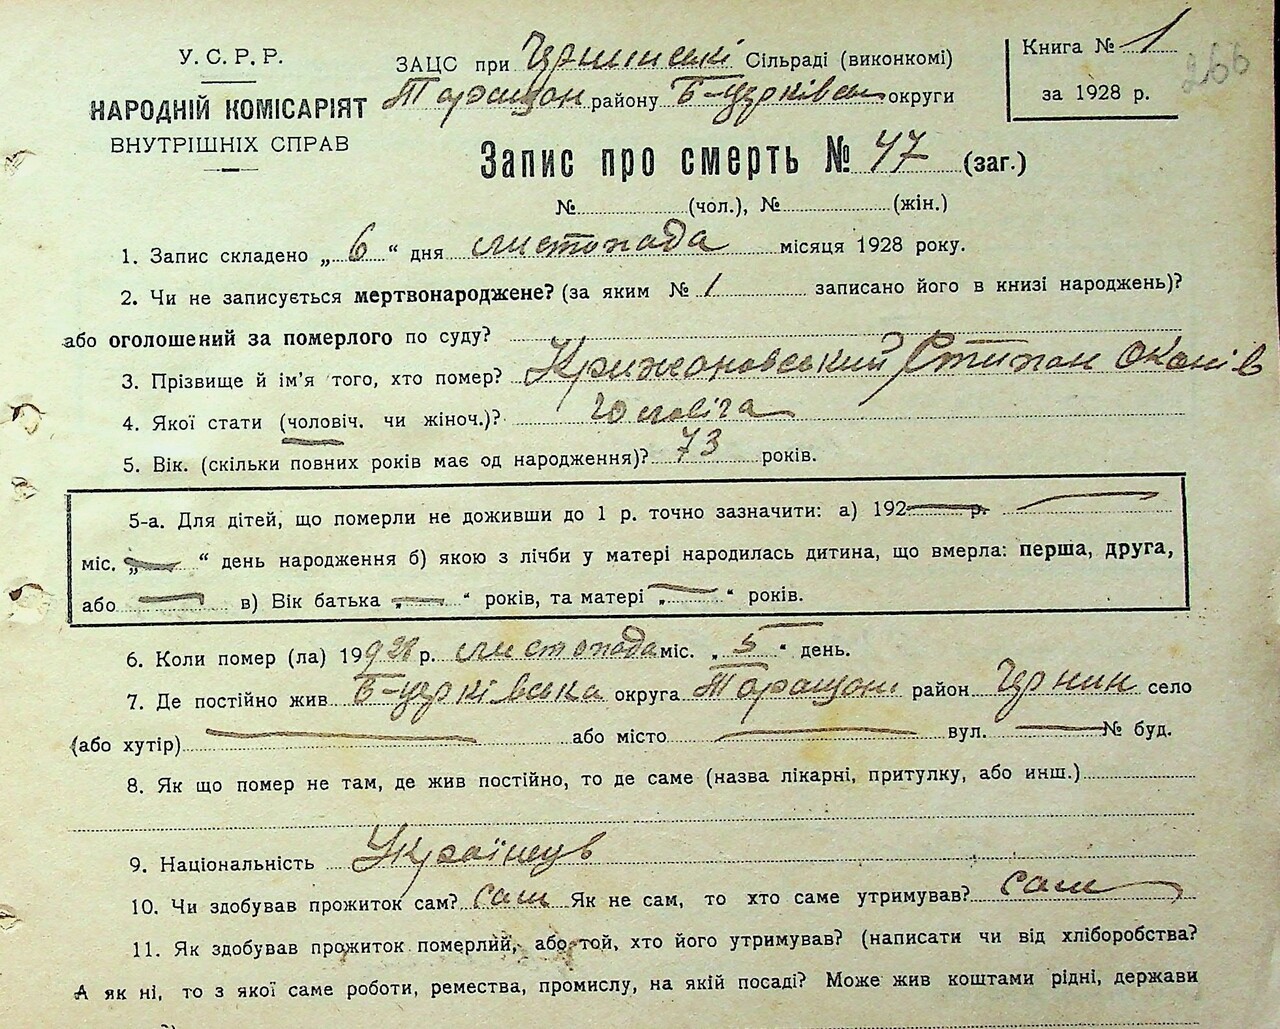 У.С.Р.Р.
НАРОДНІЙ КОМІСАРІЯТ
ВНУТРІШНІХ СПРАВ
ЗАЦС при Сільраді (виконкомі)
Таращан району Б-церківськ округи
Книга № 1
за 1928 р.
266
Запис про смерть № 47 (заг.)
№ (чол.), № (жін.)
1. Запис складено „ 6 “ дня листопада місяця 1928 року.
2. Чи не записується мертвонароджене? (за яким № записано його в книзі народжень)?
або оголошений за померлого по суду?
3. Прізвище й ім'я того, хто помер? Крижановський Стипан
4. Якої стати (чоловіч. чи жіноч.)?
5. Вік. (скільки повних років має од народження)? 73 років.
5-а. Для дітей, що померли не доживши до 1 р. точно зазначити: а) 192 р.
міс. „ “ день народження б) якою з лічби у матері народилась дитина, що вмерла: перша, друга,
або в) Вік батька „ “ років, та матері „ “ років.
6. Коли помер (ла) 1928 р. листопада міс. „ 5 “ день.
7. Де постійно жив Б-церківська округа район село
(або хутір) або місто вул. № буд.
8. Як що помер не там, де жив постійно, то де саме (назва лікарні, притулку, або инш.)
9. Національність Українець
10. Чи здобував прожиток сам? сам Як не сам, то хто саме утримував? сам
11. Як здобував прожиток померлий, або той, хто його утримував? (написати чи від хліборобства?
А як ні, то з якої саме роботи, ремества, промислу, на якій посаді? Може жив коштами рідні, держави